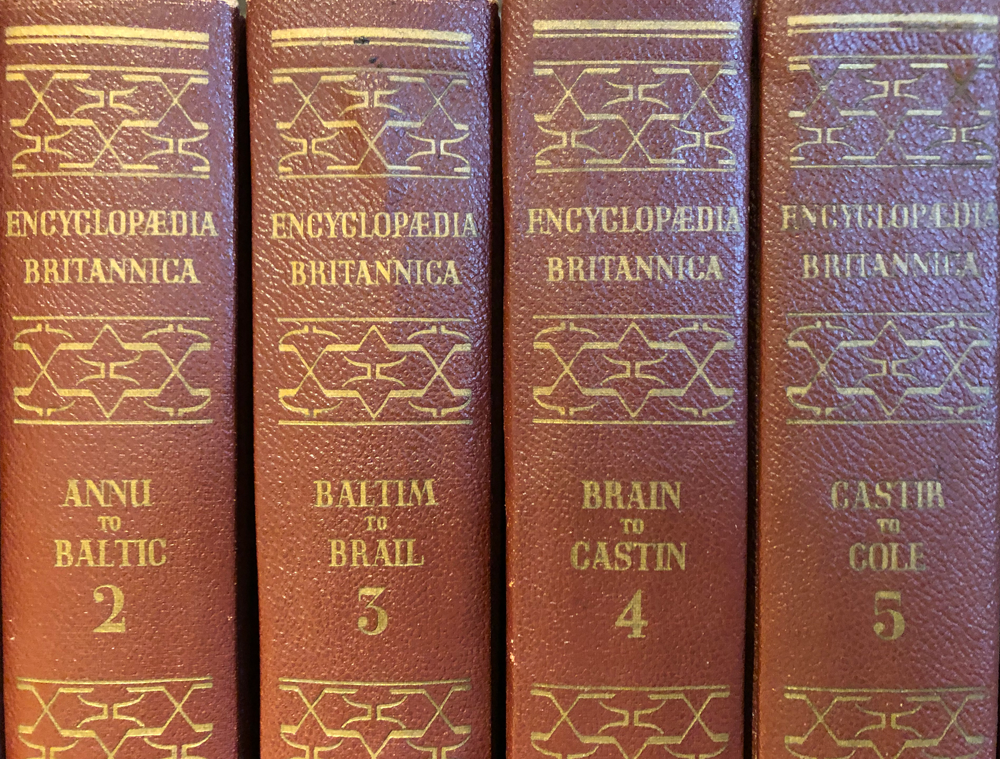 ENCYCLOPÆDIA
BRITANNICA
ANNU
TO
BALTIC
2
ENCYCLOPÆDIA
BRITANNICA
BALTIM
TO
BRAIL
3
ENCYCLOPÆDIA
BRITANNICA
BRAIN
TO
CASTIN
4
ENCYCLOPÆDIA
BRITANNICA
CASTIR
TO
COLE
5